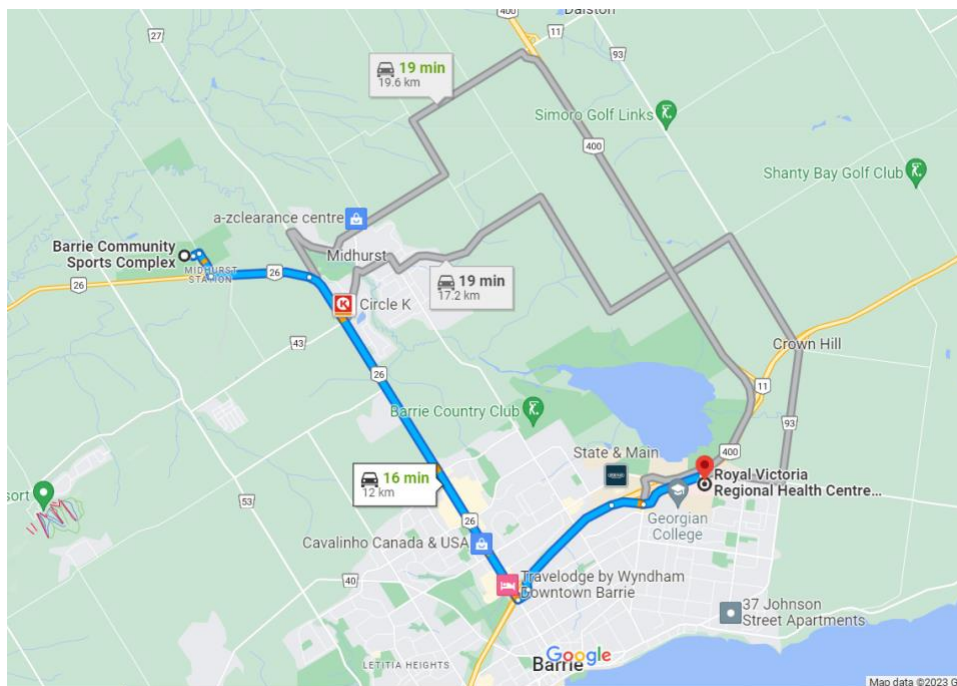 400
Dalston
11
27
93
19 min
19.6 km
Simoro Golf Links
400
Shanty Bay Golf Club
a-zclearance centre
Barrie Community
Sports Complex
Midhurst
MIDHURST
STATION
26
26
19 min
17.2 km
Circle K
43
Crown Hill
26
11
Barrie Country Club
93
State & Main
400
16 min
12 km
Royal Victoria
Regional Health Centre...
ort
53
Georgian
College
26
Cavalinho Canada & USA
40
Travelodge by Wyndham
Downtown Barrie
37 Johnson
Street Apartments
Google
Barrie
LETITIA HEIGHTS
Map data ©2023 G